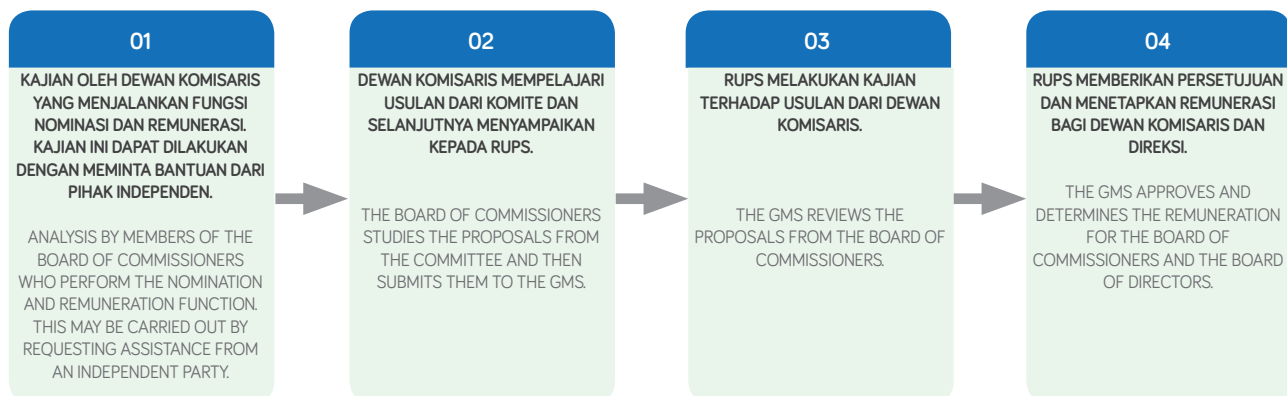 01
KAJIAN OLEH DEWAN KOMISARIS
YANG MENJALANKAN FUNGSI
NOMINASI DAN REMUNERASI.
KAJIAN INI DAPAT DILAKUKAN
DENGAN MEMINTA BANTUAN DARI
PIHAK INDEPENDEN.
ANALYSIS BY MEMBERS OF THE
BOARD OF COMMISSIONERS
WHO PERFORM THE NOMINATION
AND REMUNERATION FUNCTION.
THIS MAY BE CARRIED OUT BY
REQUESTING ASSISTANCE FROM
AN INDEPENDENT PARTY.
02
DEWAN KOMISARIS MEMPELAJARI
USULAN DARI KOMITE DAN
SELANJUTNYA MENYAMPAIKAN
KEPADA RUPS.
THE BOARD OF COMMISSIONERS
STUDIES THE PROPOSALS FROM
THE COMMITTEE AND THEN
SUBMITS THEM TO THE GMS.
03
RUPS MELAKUKAN KAJIAN
TERHADAP USULAN DARI DEWAN
KOMISARIS.
THE GMS REVIEWS THE
PROPOSALS FROM THE BOARD OF
COMMISSIONERS.
04
RUPS MEMBERIKAN PERSETUJUAN
DAN MENETAPKAN REMUNERASI
BAGI DEWAN KOMISARIS DAN
DIREKSI.
THE GMS APPROVES AND
DETERMINES THE REMUNERATION
FOR THE BOARD OF
COMMISSIONERS AND THE BOARD
OF DIRECTORS.